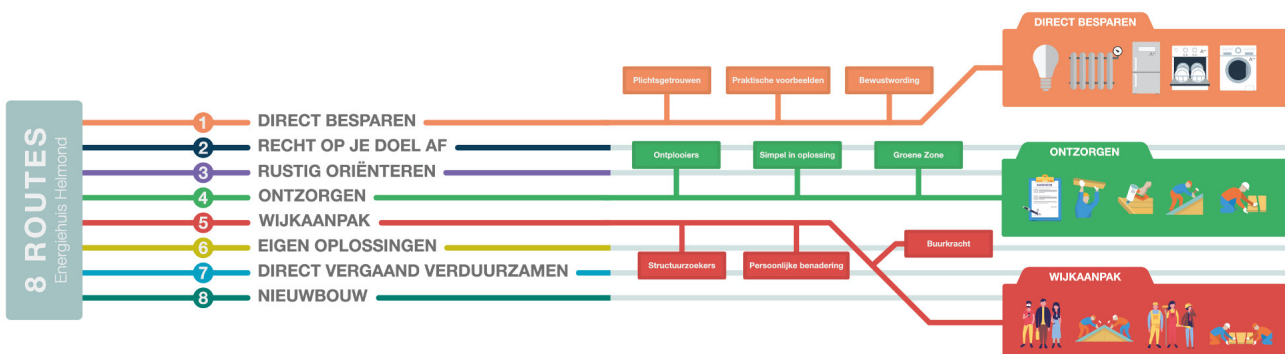 8 ROUTES
Energiehuis Helmond
1 DIRECT BESPAREN
2 RECHT OP JE DOEL AF
3 RUSTIG ORIËNTEREN
4 ONTZORGEN
5 WIJKAANPAK
6 EIGEN OPLOSSINGEN
7 DIRECT VERGAAND VERDUURZAMEN
8 NIEUWBOUW
Plichtsgetrouwen
Praktische voorbeelden
Bewustwording
Ontplooiers
Simpel in oplossing
Groene Zone
Structuurzoekers
Persoonlijke benadering
Buurkracht
DIRECT BESPAREN
ONTZORGEN
WIJKAANPAK